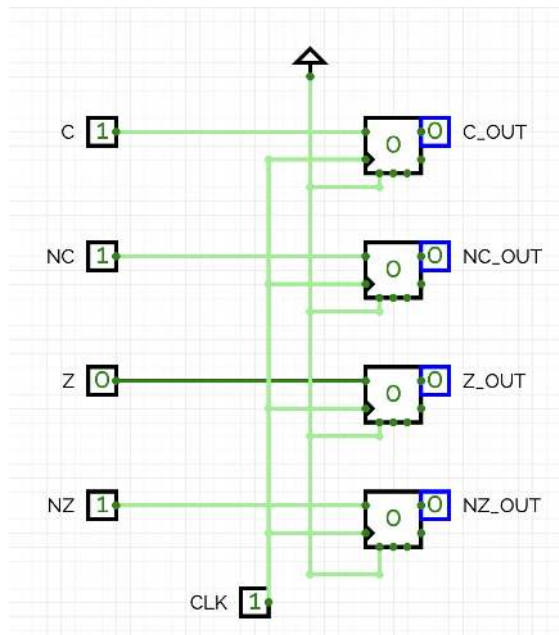 C 1 0 0 C_OUT
NC 1 0 0 NC_OUT
Z 0 0 0 Z_OUT
NZ 1 0 0 NZ_OUT
CLK 1